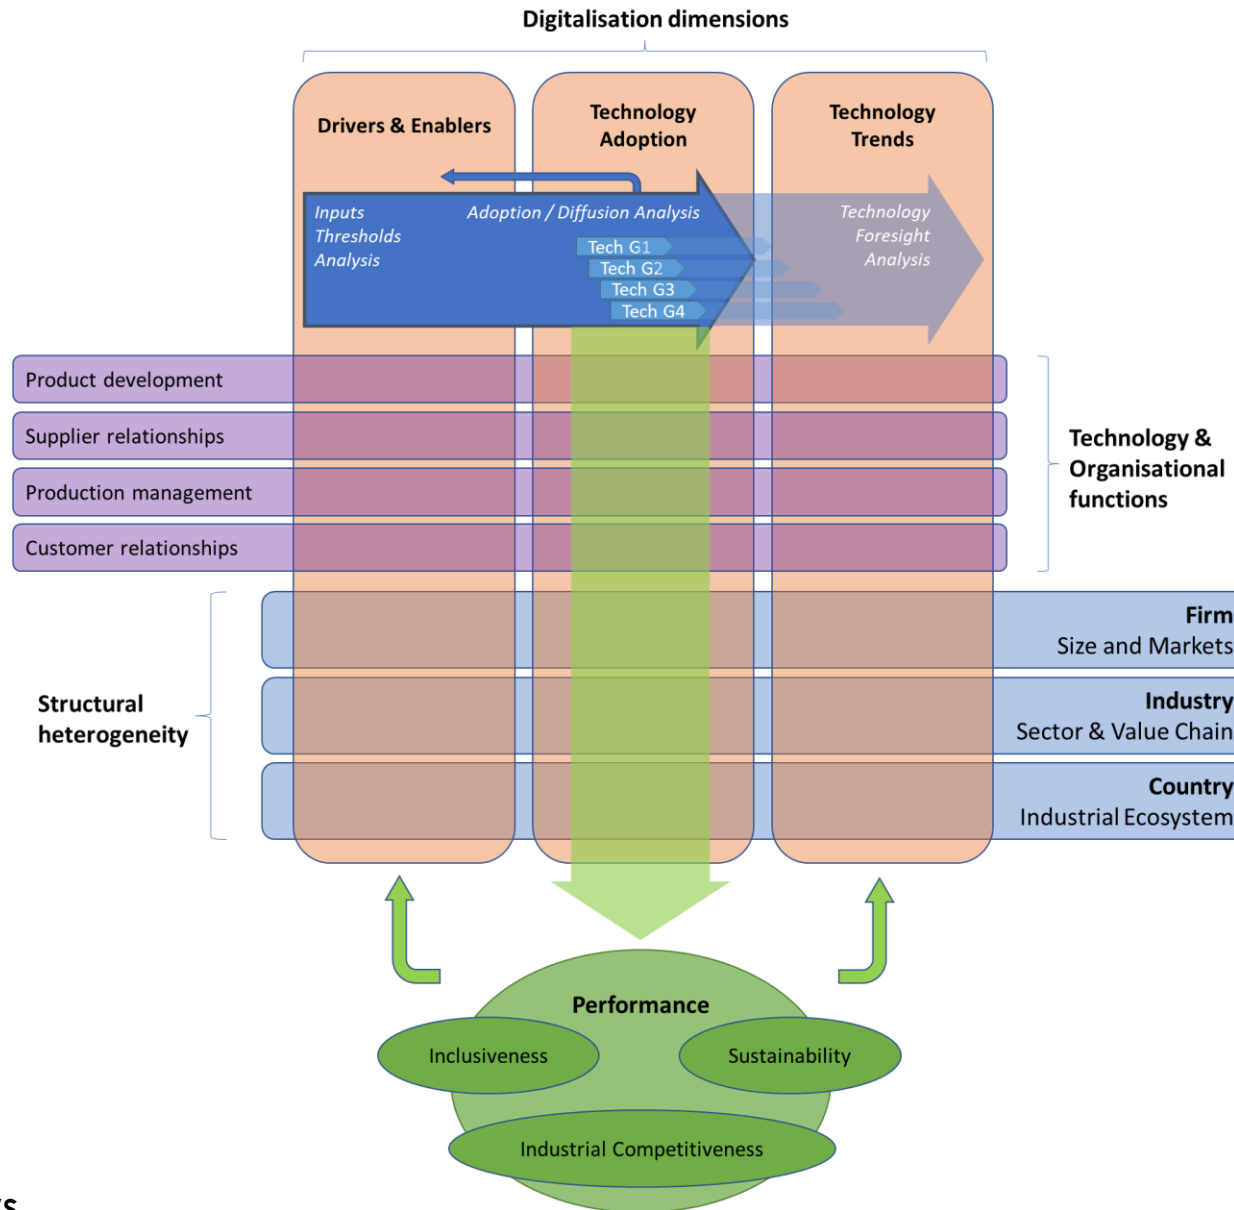 Digitalisation dimensions
Drivers & Enablers
Technology
Adoption
Technology
Trends
Inputs
Thresholds
Analysis
Adoption / Diffusion Analysis
Tech G1
Tech G2
Tech G3
Tech G4
Technology
Foresight
Analysis
Product development
Supplier relationships
Production management
Customer relationships
Technology &
Organisational
functions
Structural
heterogeneity
Firm
Size and Markets
Industry
Sector & Value Chain
Country
Industrial Ecosystem
Performance
Inclusiveness
Sustainability
Industrial Competitiveness